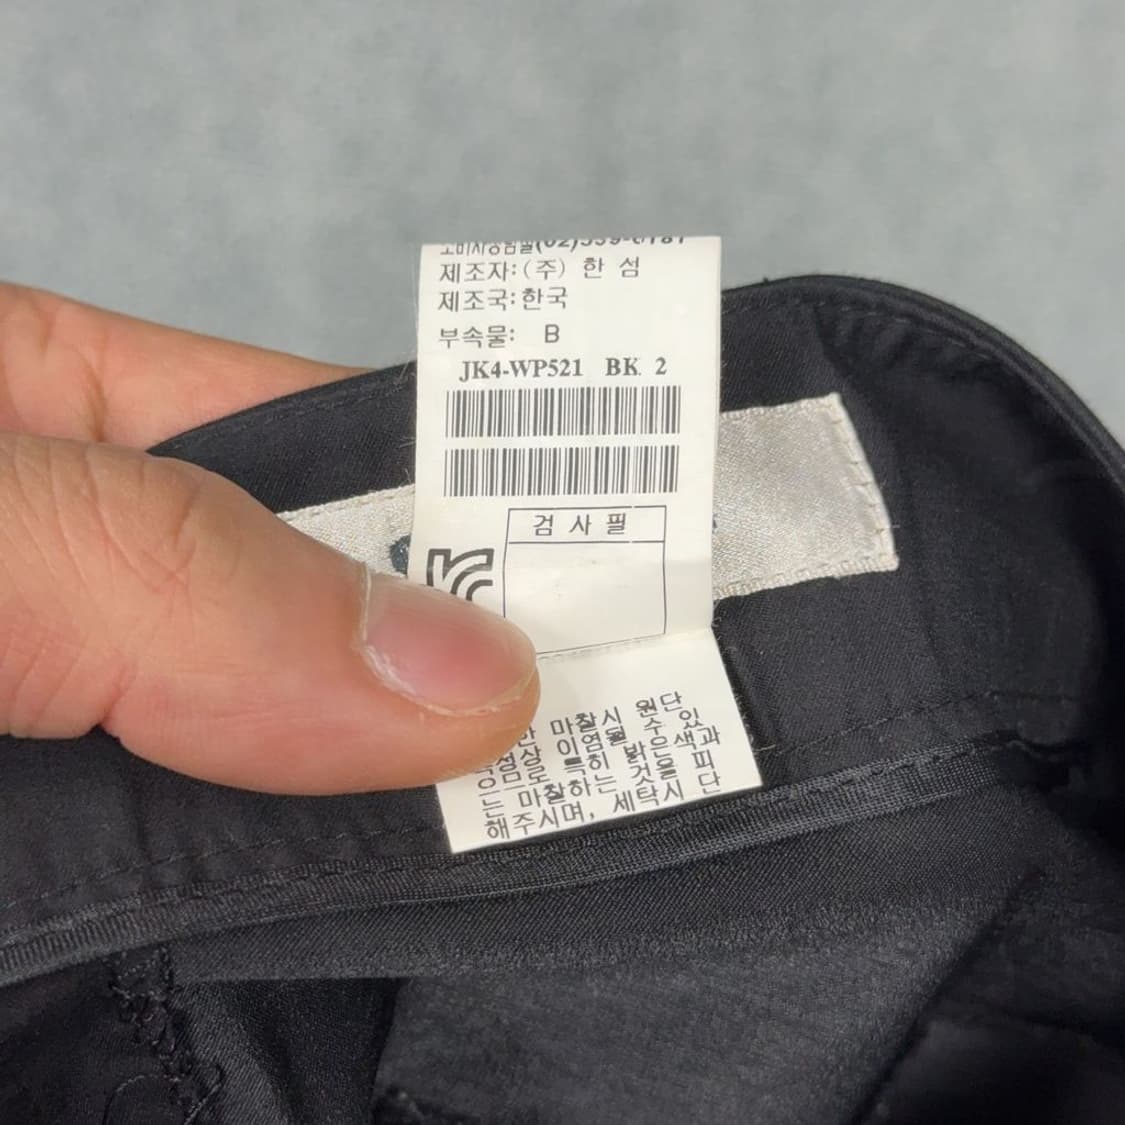 제조자:(주) 한 섬
제조국:한국
부속물: B
JK4-WP521 BK 2
검 사 필
마찰시 원단
이염될 수 있
특히 밝은색과
는 마찰하는 것을 피
해주시며, 세탁시 단